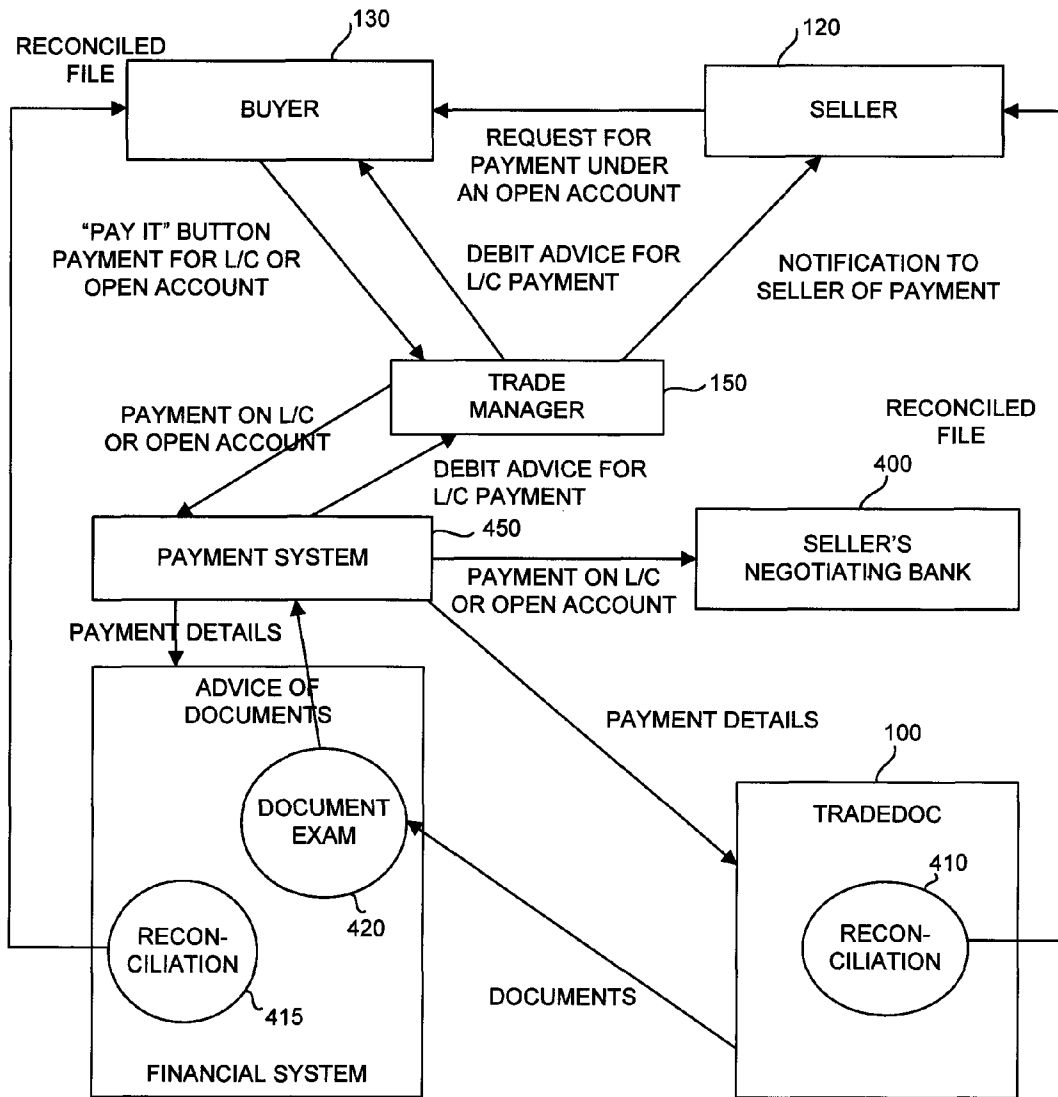 130
120
RECONCILED
FILE
BUYER
SELLER
REQUEST FOR
PAYMENT UNDER
AN OPEN ACCOUNT
“PAY IT” BUTTON
PAYMENT FOR L/C OR
OPEN ACCOUNT
DEBIT ADVICE FOR
L/C PAYMENT
NOTIFICATION TO
SELLER OF PAYMENT
TRADE
MANAGER
150
PAYMENT ON L/C
OR OPEN ACCOUNT
RECONCILED
FILE
DEBIT ADVICE FOR
L/C PAYMENT
400
450
PAYMENT SYSTEM
SELLER'S
NEGOTIATING BANK
PAYMENT ON L/C
OR OPEN ACCOUNT
PAYMENT DETAILS
ADVICE OF
DOCUMENTS
PAYMENT DETAILS
100
TRADEDOC
DOCUMENT
EXAM
420
410
RECON-
CILIATION
RECON-
CILIATION
415
DOCUMENTS
FINANCIAL SYSTEM